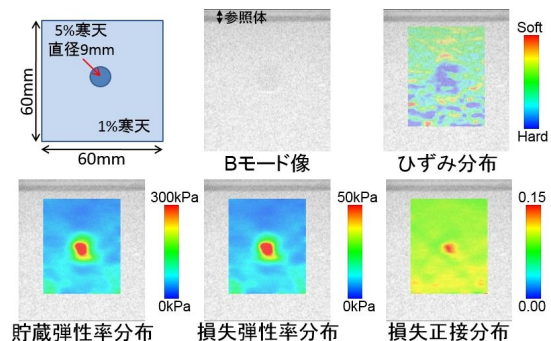 5%寒天
直径9mm
60mm
1%寒天
60mm
参照体
Bモード像
Soft
Hard
ひずみ分布
300kPa
0kPa
貯蔵弾性率分布
50kPa
0kPa
損失弾性率分布
0.15
0.00
損失正接分布